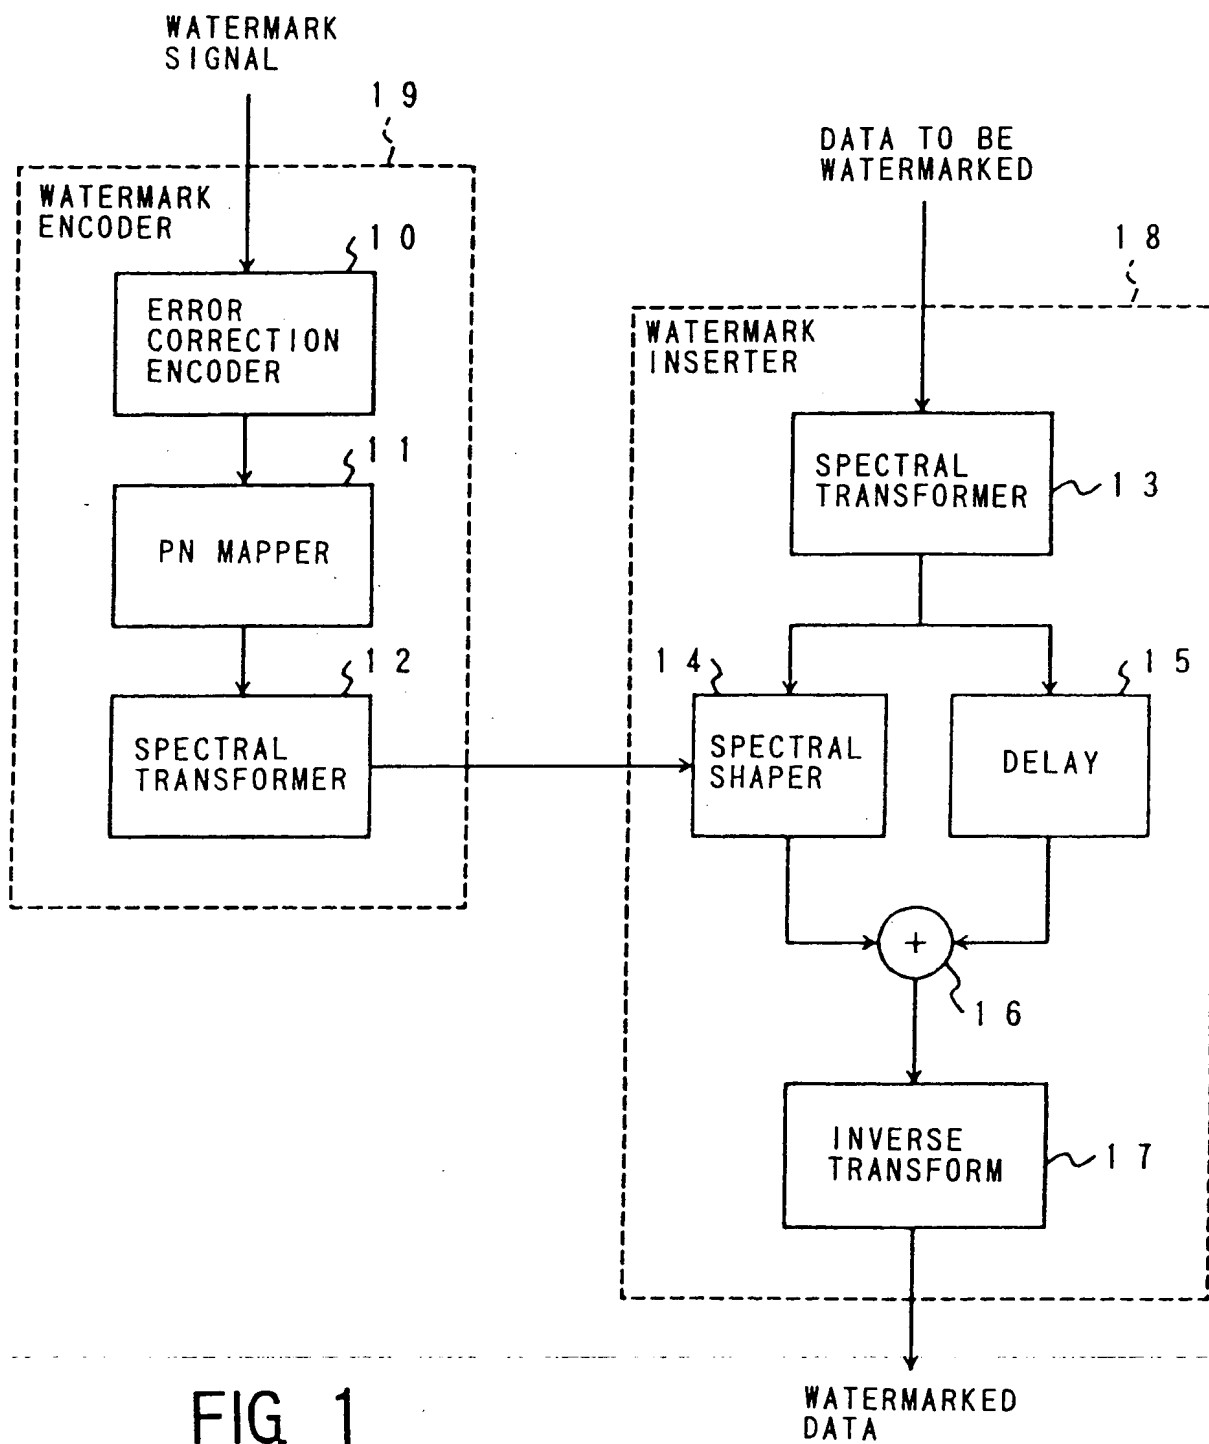 WATERMARK
SIGNAL
19
WATERMARK
ENCODER
10
ERROR
CORRECTION
ENCODER
11
PN MAPPER
12
SPECTRAL
TRANSFORMER
DATA TO BE
WATERMARKED
18
WATERMARK
INSERTER
SPECTRAL
TRANSFORMER
13
14
SPECTRAL
SHAPER
15
DELAY
+
16
INVERSE
TRANSFORM
17
WATERMARKED
DATA
FIG. 1